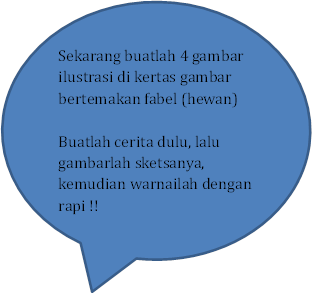 Sekarang buatlah 4 gambar
ilustrasi di kertas gambar
bertemakan fabel (hewan)
Buatlah cerita dulu, lalu
gambarlah sketsanya,
kemudian warnailah dengan
rapi !!